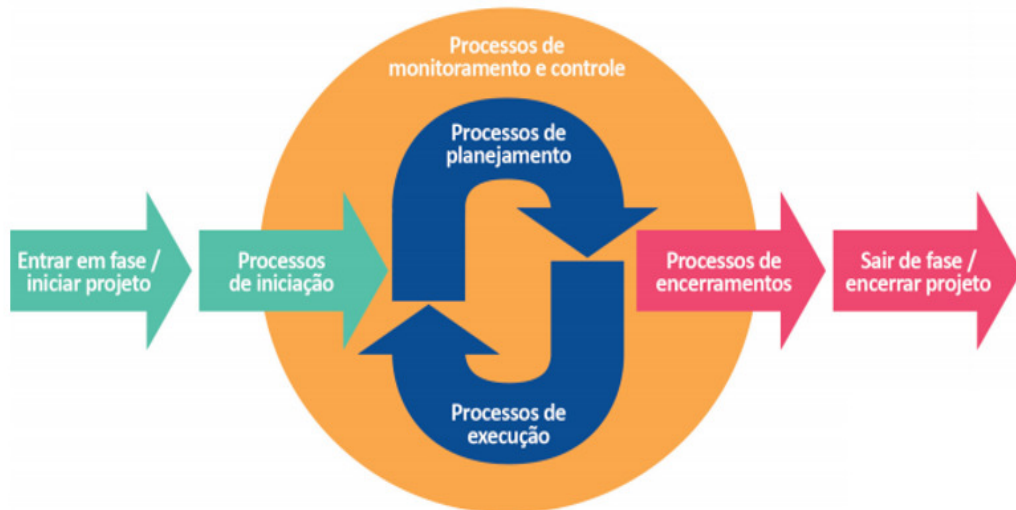 Processos de
monitoramento e controle
Processos de
planejamento
Entrar em fase /
iniciar projeto
Processos
de iniciação
Processos de
encerramentos
Sair de fase /
encerrar projeto
Processos de
execução